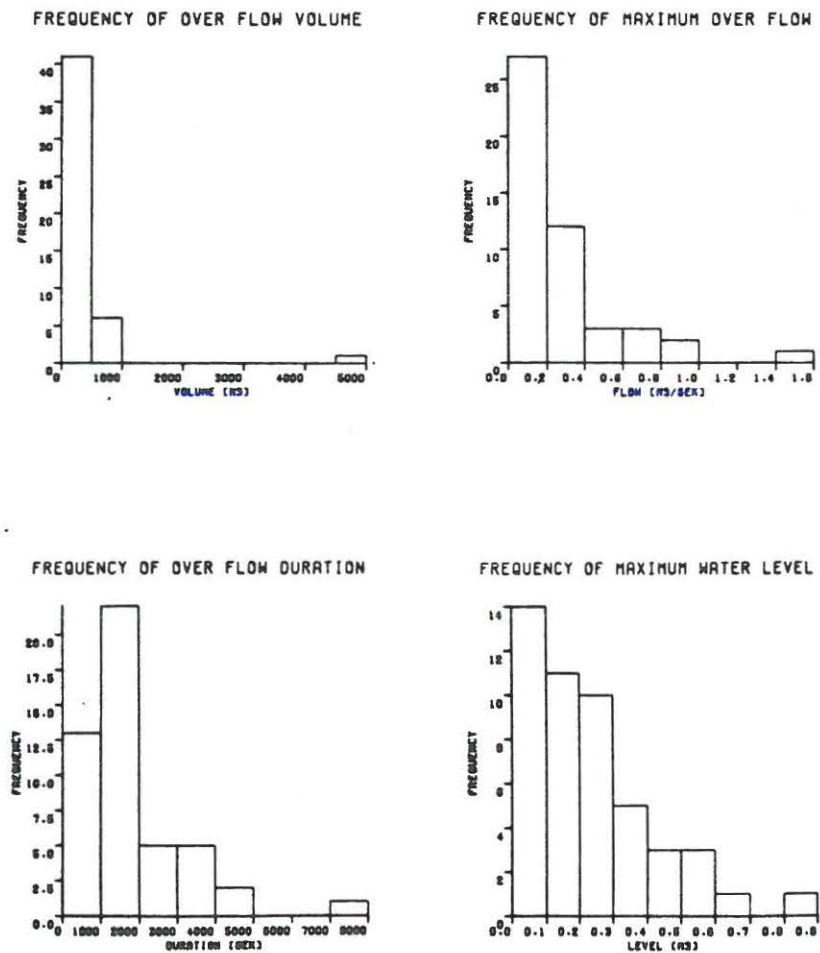 FREQUENCY OF OVER FLOW VOLUME
40
35
30
25
20
15
10
5
0
FREQUENCY
0 1000 2000 3000 4000 5000
VOLUME [M3]
FREQUENCY OF MAXIMUM OVER FLOW
25
20
15
10
5
0
FREQUENCY
0.0 0.2 0.4 0.6 0.8 1.0 1.2 1.4 1.6
FLOW [M3/SEK]
FREQUENCY OF OVER FLOW DURATION
20.0
17.5
15.0
12.5
10.0
7.5
5.0
2.5
0.0
FREQUENCY
0 1000 2000 3000 4000 5000 6000 7000 8000
DURATION [SEK]
FREQUENCY OF MAXIMUM WATER LEVEL
14
12
10
8
6
4
2
0
FREQUENCY
0.0 0.1 0.2 0.3 0.4 0.5 0.6 0.7 0.8 0.9
LEVEL [M3]